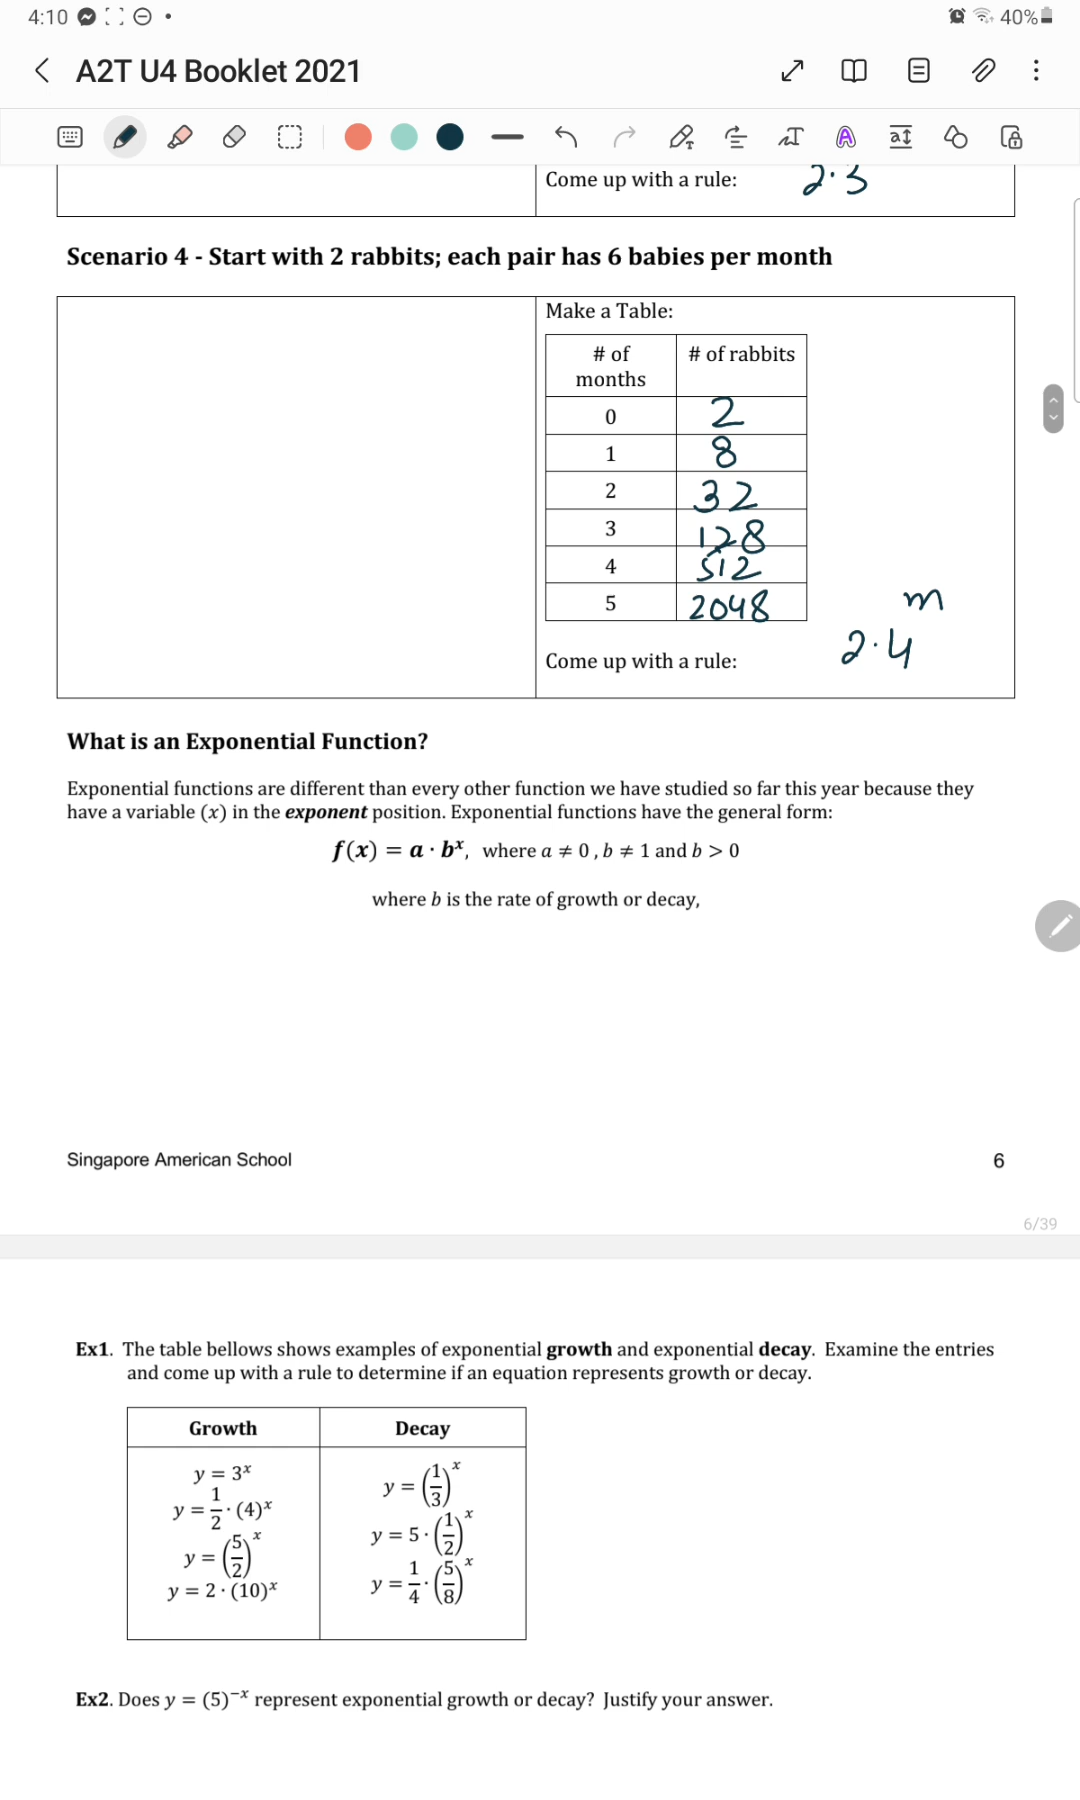 4:10
40%
A2T U4 Booklet 2021
Come up with a rule: 2·3
Scenario 4 - Start with 2 rabbits; each pair has 6 babies per month
Make a Table:
# of months # of rabbits
0 2
1 8
2 32
3 128
4 512
5 2048
Come up with a rule: 2·4^m
What is an Exponential Function?
Exponential functions are different than every other function we have studied so far this year because they
have a variable (x) in the exponent position. Exponential functions have the general form:
f(x) = a · bˣ, where a ≠ 0 , b ≠ 1 and b > 0
where b is the rate of growth or decay,
Singapore American School 6
6/39
Ex1. The table bellows shows examples of exponential growth and exponential decay. Examine the entries
and come up with a rule to determine if an equation represents growth or decay.
Growth Decay
y = 3ˣ y = (1/3)ˣ
y = 1/2 · (4)ˣ y = 5 · (1/2)ˣ
y = (5/2)ˣ y = 1/4 · (5/8)ˣ
y = 2 · (10)ˣ
Ex2. Does y = (5)⁻ˣ represent exponential growth or decay? Justify your answer.